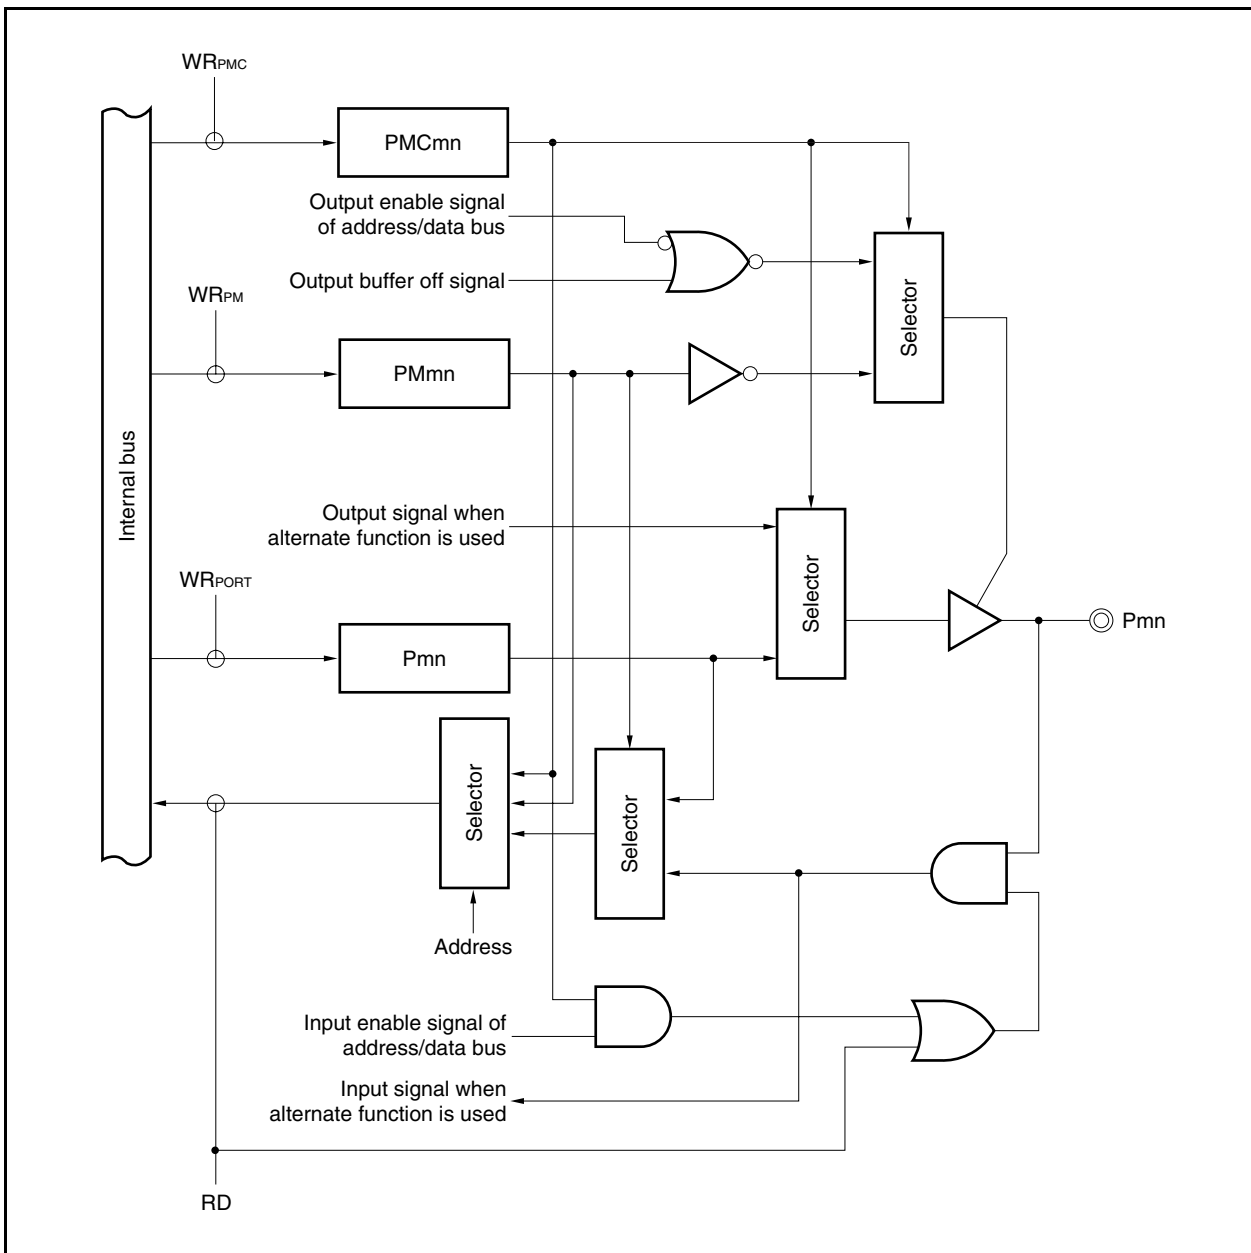 WRPMC
PMCmn
Output enable signal
of address/data bus
Output buffer off signal
Selector
WRPM
PMmn
Internal bus
Output signal when
alternate function is used
Selector
WRPORT
Pmn
Pmn
Selector
Selector
Address
Input enable signal of
address/data bus
Input signal when
alternate function is used
RD